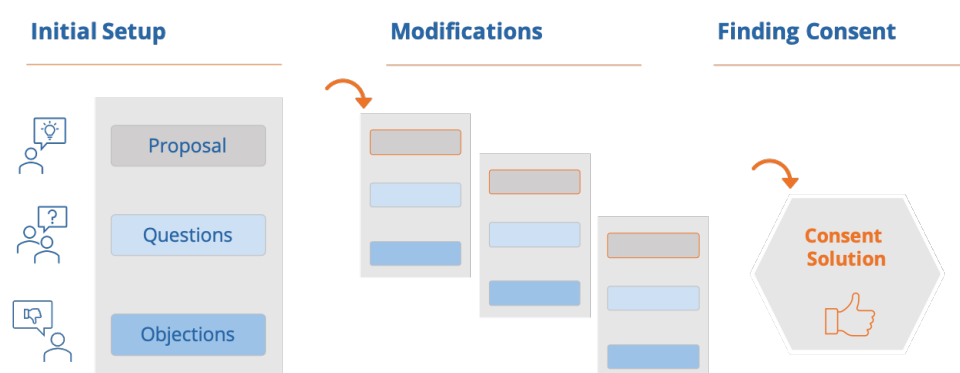 Initial Setup
Modifications
Finding Consent
Proposal
Questions
Objections
Consent
Solution